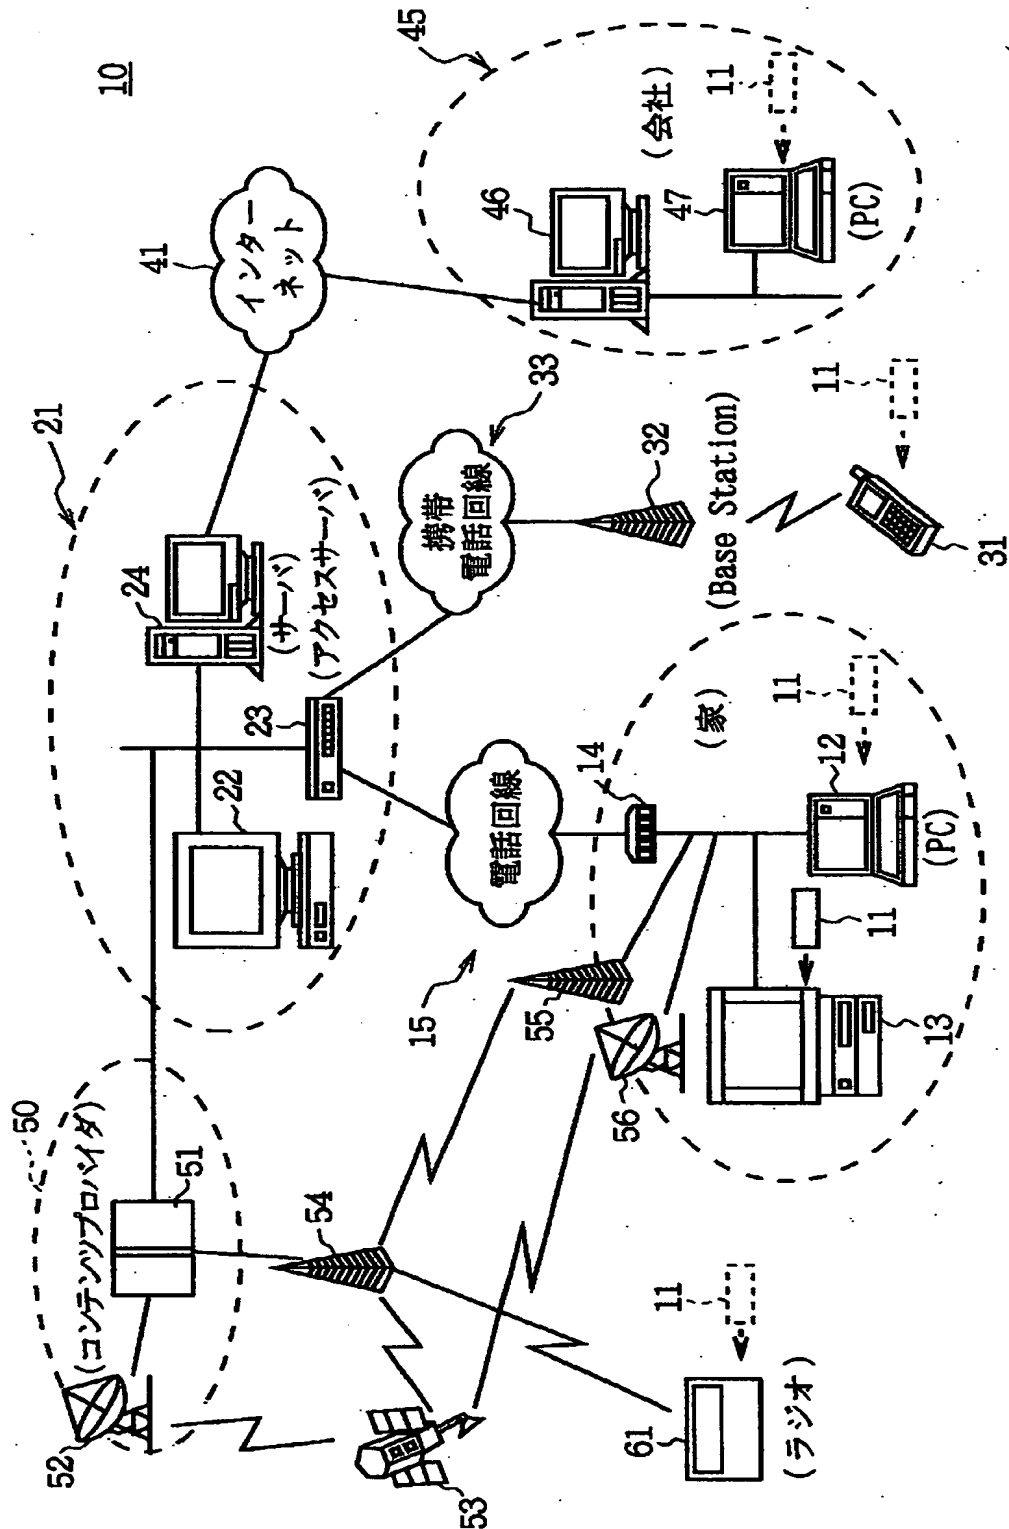 10
50
(コンテンツプロバイダ)
51
52
53
54
61
(ラジオ)
11
21
22
23
24
(サーバ)
(アクセスサーバ)
41
インター
ネット
15
電話回線
33
携帯
電話回線
32
(Base Station)
31
11
45
46
(会社)
47
(PC)
11
55
56
14
(家)
13
11
12
(PC)
11